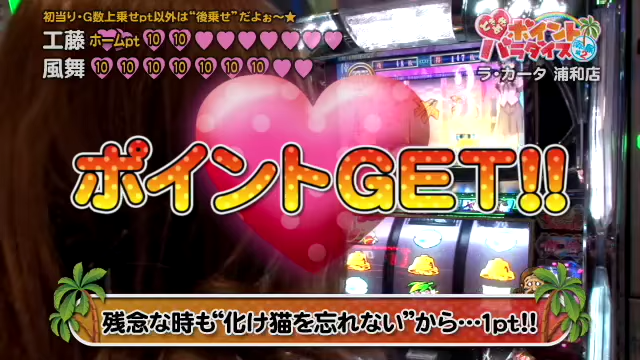 初当り・G数上乗せpt以外は“後乗せ”だよぉ～★
工藤 ホームpt 10 10
風舞 10 10 10 10 10 10 10
ポイント
パラダイス
ラ・カータ 浦和店
ポイントGET!!
残念な時も“化け猫を忘れない”から…1pt!!